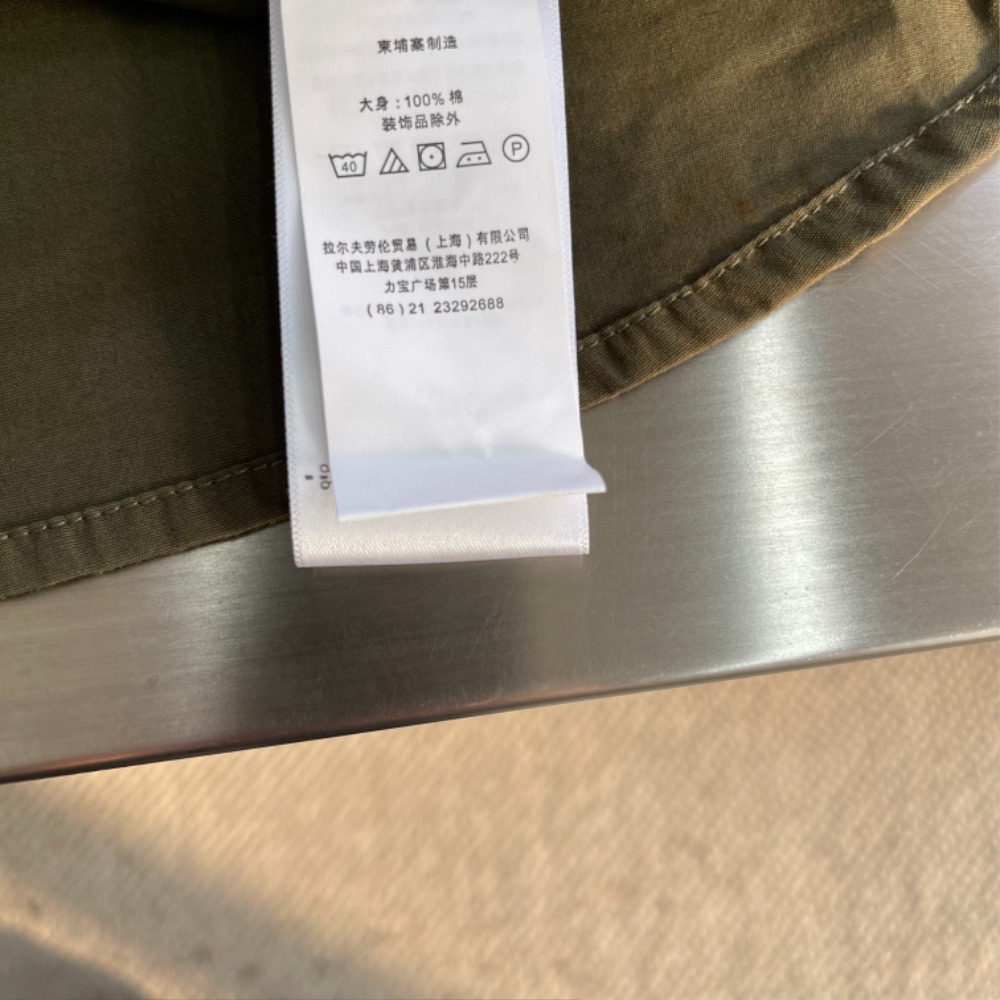 柬埔寨制造
大身 : 100% 棉
装饰品除外
40 P
拉尔夫劳伦贸易 ( 上海 ) 有限公司
中国上海黄浦区淮海中路222号
力宝广场第15层
( 86 ) 21 23292688